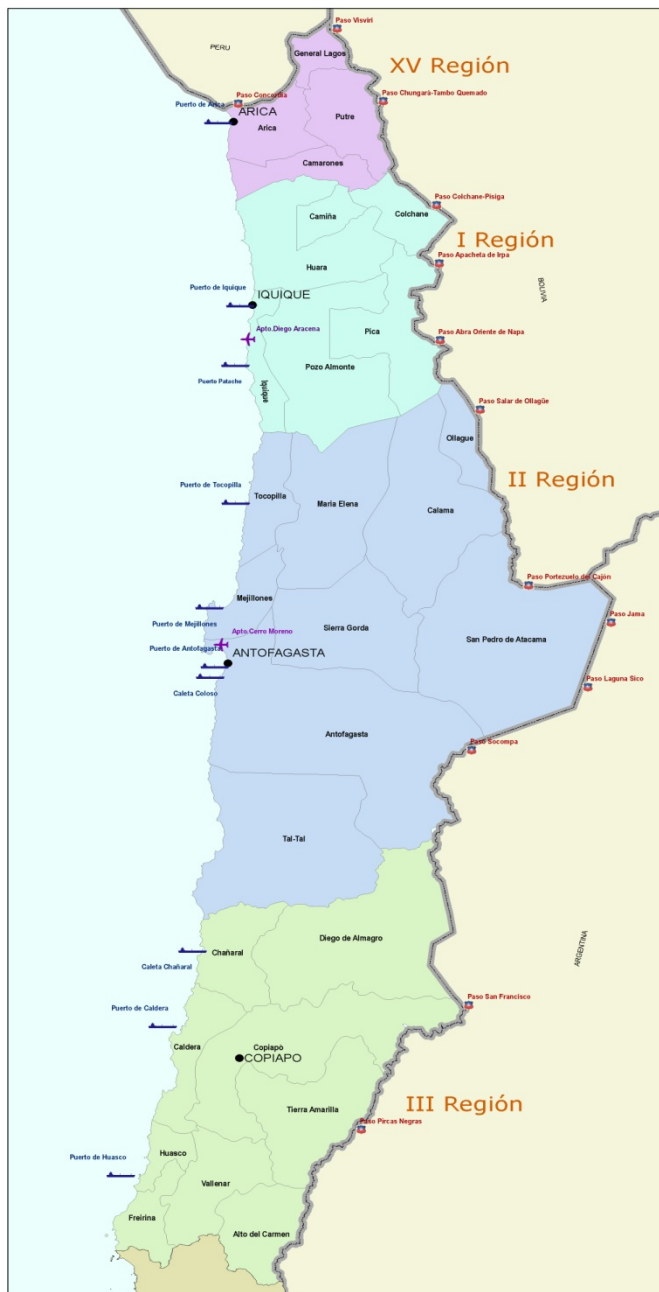 Paso Visviri
PERU
General Lagos
XV Región
Paso Concordia
Paso Chungará-Tambo Quemado
Puerto de Arica
ARICA
Putre
Arica
Camarones
Paso Colchane-Pisiga
Colchane
Camiña
I Región
Paso Apacheta de Irpa
Huara
BOLIVIA
Puerto de Iquique
IQUIQUE
Apto.Diego Aracena
Pica
Paso Abra Oriente de Napa
Pozo Almonte
Puerto Patache
Iquique
Paso Salar de Ollagüe
Ollague
II Región
Puerto de Tocopilla
Tocopilla
Maria Elena
Calama
Paso Portezuelo del Cajón
Mejillones
Puerto de Mejillones
Paso Jama
Apto.Cerro Moreno
Sierra Gorda
San Pedro de Atacama
Puerto de Antofagasta
ANTOFAGASTA
Paso Laguna Sico
Caleta Coloso
Antofagasta
Paso Socompa
Tal-Tal
Diego de Almagro
ARGENTINA
Chañaral
Caleta Chañaral
Paso San Francisco
Puerto de Caldera
Caldera
Copiapò
COPIAPO
Tierra Amarilla
III Región
Paso Pircas Negras
Huasco
Puerto de Huasco
Vallenar
Freirina
Alto del Carmen